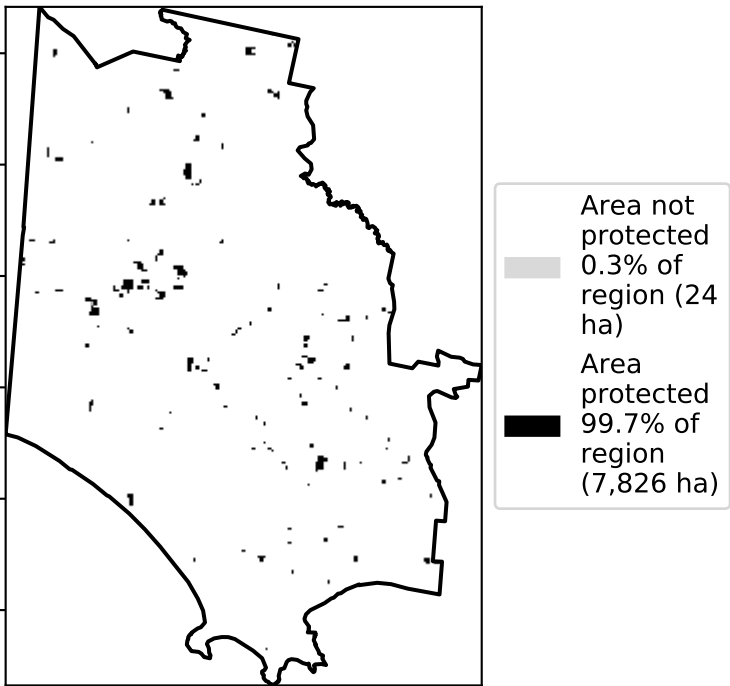 Area not
protected
0.3% of
region (24
ha)
Area
protected
99.7% of
region
(7,826 ha)